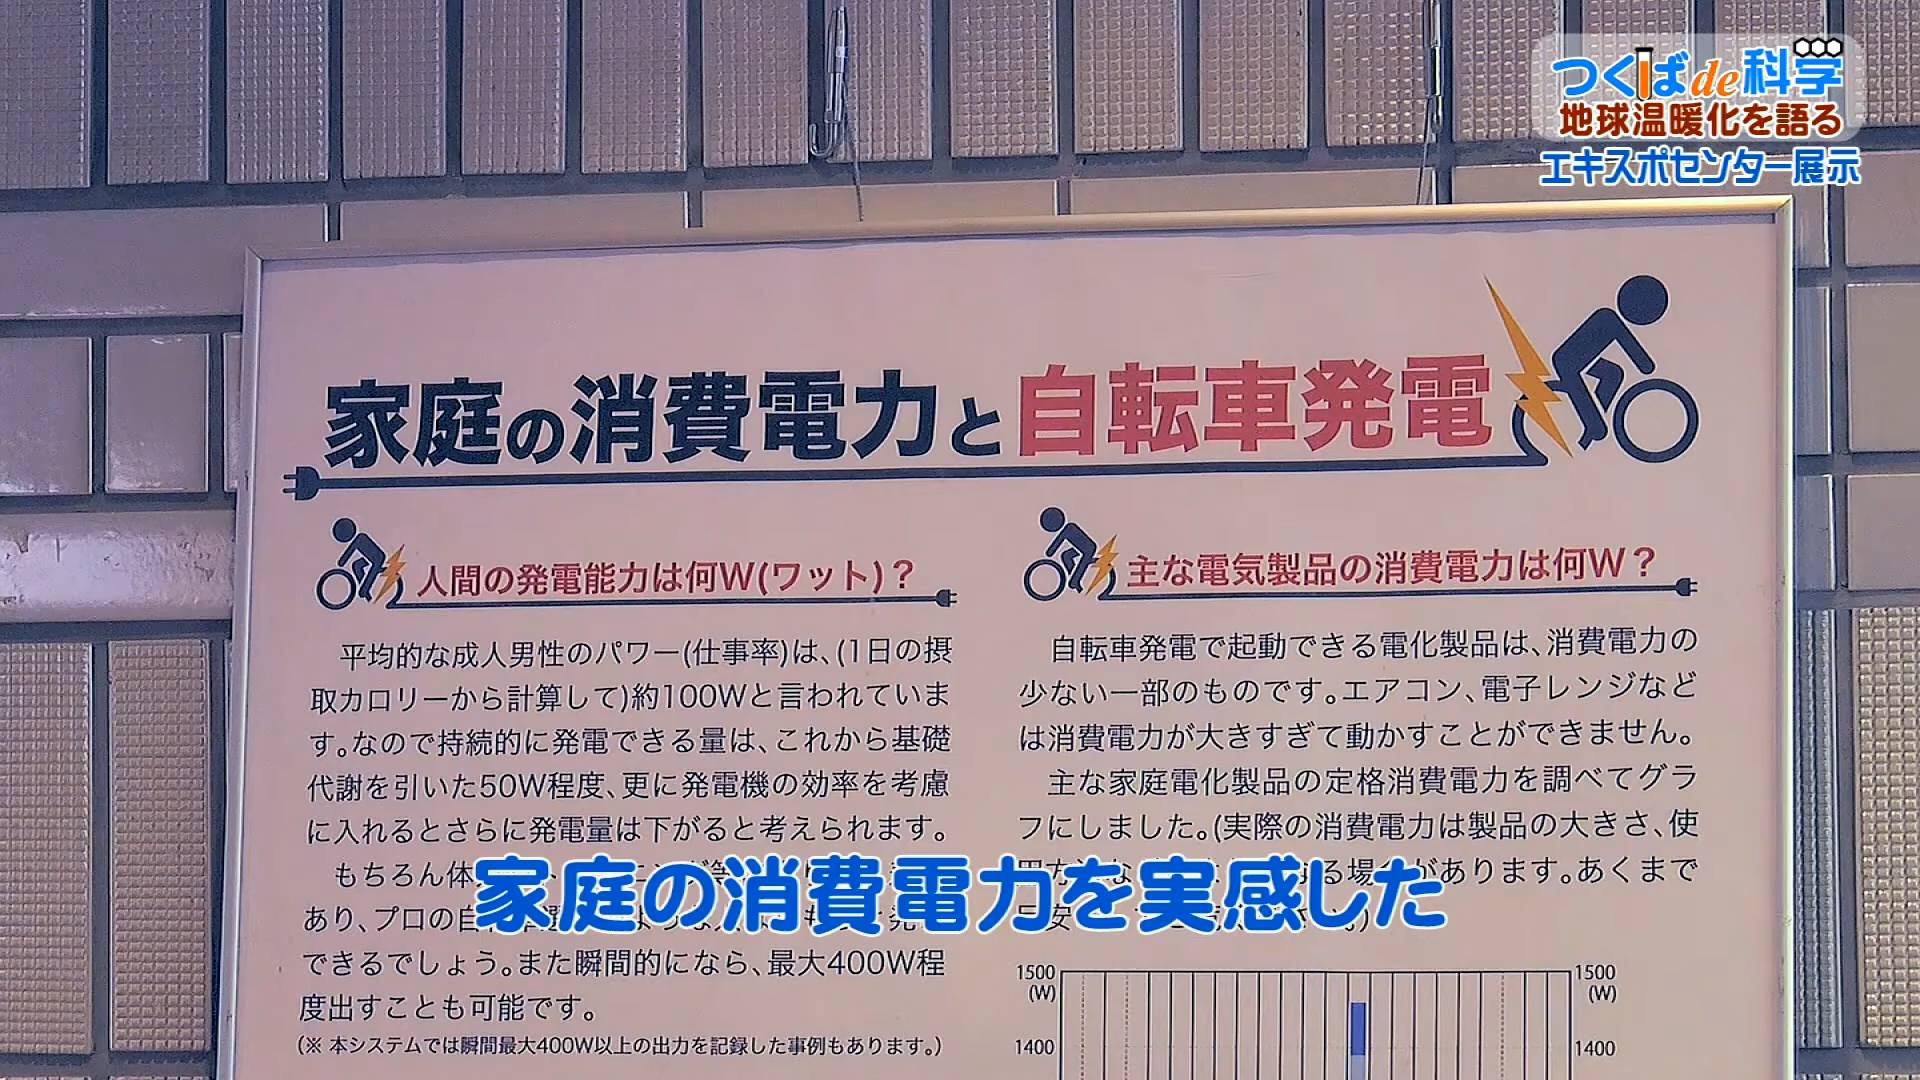 つくばde科学
地球温暖化を語る
エキスポセンター展示
家庭の消費電力と自転車発電
人間の発電能力は何W(ワット)？
平均的な成人男性のパワー(仕事率)は、(1日の摂
取カロリーから計算して)約100Wと言われていま
す。なので持続的に発電できる量は、これから基礎
代謝を引いた50W程度、更に発電機の効率を考慮
に入れるとさらに発電量は下がると考えられます。
もちろん体
あり、プロの自
できるでしょう。また瞬間的になら、最大400W程
度出すことも可能です。
(※ 本システムでは瞬間最大400W以上の出力を記録した事例もあります。)
主な電気製品の消費電力は何W？
自転車発電で起動できる電化製品は、消費電力の
少ない一部のものです。エアコン、電子レンジなど
は消費電力が大きすぎて動かすことができません。
主な家庭電化製品の定格消費電力を調べてグラ
フにしました。(実際の消費電力は製品の大きさ、使
る場合があります。あくまで
1500
(W)
1400
1500
(W)
1400
家庭の消費電力を実感した